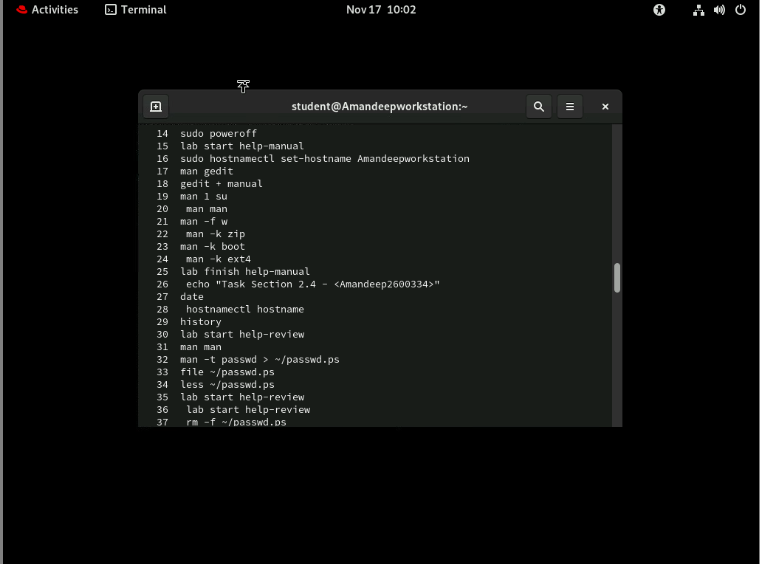 Activities Terminal Nov 17 10:02
student@Amandeepworkstation:~
14 sudo poweroff
15 lab start help-manual
16 sudo hostnamectl set-hostname Amandeepworkstation
17 man gedit
18 gedit + manual
19 man 1 su
20 man man
21 man -f w
22 man -k zip
23 man -k boot
24 man -k ext4
25 lab finish help-manual
26 echo "Task Section 2.4 - <Amandeep2600334>"
27 date
28 hostnamectl hostname
29 history
30 lab start help-review
31 man man
32 man -t passwd > ~/passwd.ps
33 file ~/passwd.ps
34 less ~/passwd.ps
35 lab start help-review
36 lab start help-review
37 rm -f ~/passwd.ps